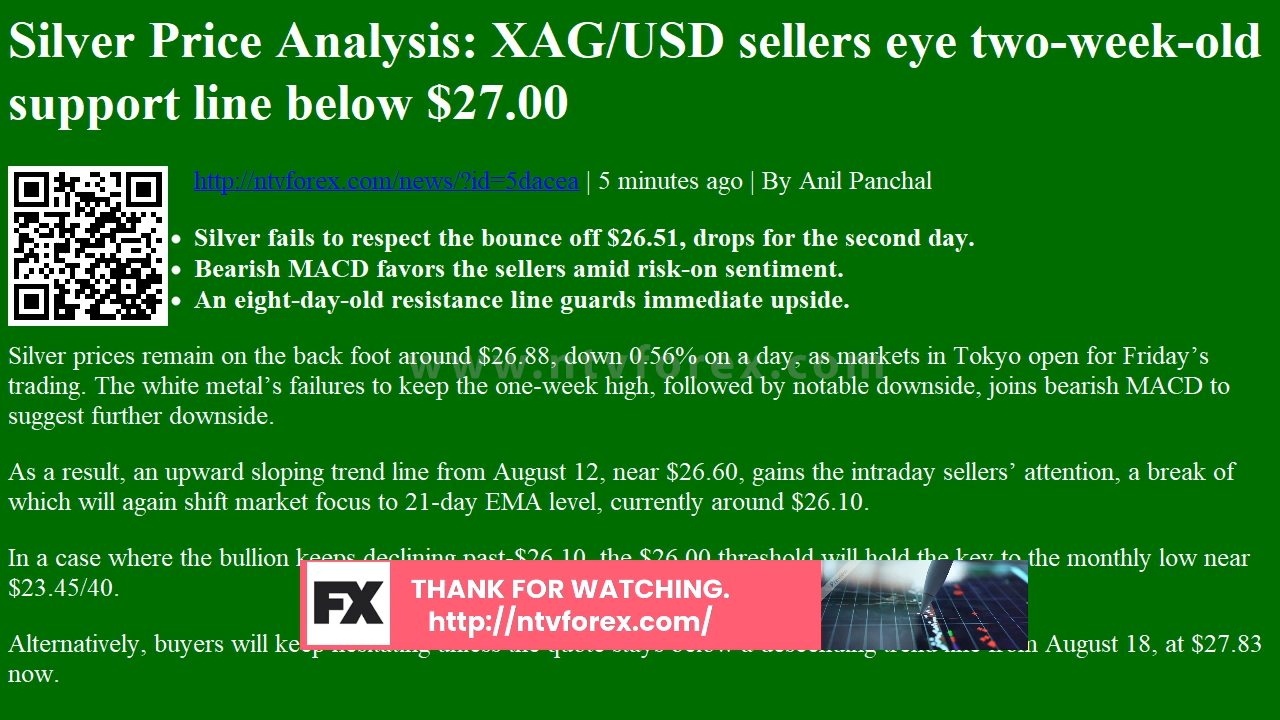 Silver Price Analysis: XAG/USD sellers eye two-week-old
support line below $27.00
http://ntvforex.com/news/?id=5dacea | 5 minutes ago | By Anil Panchal
• Silver fails to respect the bounce off $26.51, drops for the second day.
• Bearish MACD favors the sellers amid risk-on sentiment.
• An eight-day-old resistance line guards immediate upside.
Silver prices remain on the back foot around $26.88, down 0.56% on a day, as markets in Tokyo open for Friday’s
www.ntvforex.com
trading. The white metal’s failures to keep the one-week high, followed by notable downside, joins bearish MACD to
suggest further downside.
As a result, an upward sloping trend line from August 12, near $26.60, gains the intraday sellers’ attention, a break of
which will again shift market focus to 21-day EMA level, currently around $26.10.
In a case where the bullion keeps declining past-$26.10, the $26.00 threshold will hold the key to the monthly low near
$23.45/40.
FX
THANK FOR WATCHING.
http://ntvforex.com/
Alternatively, buyers will keep August 18, at $27.83
now.